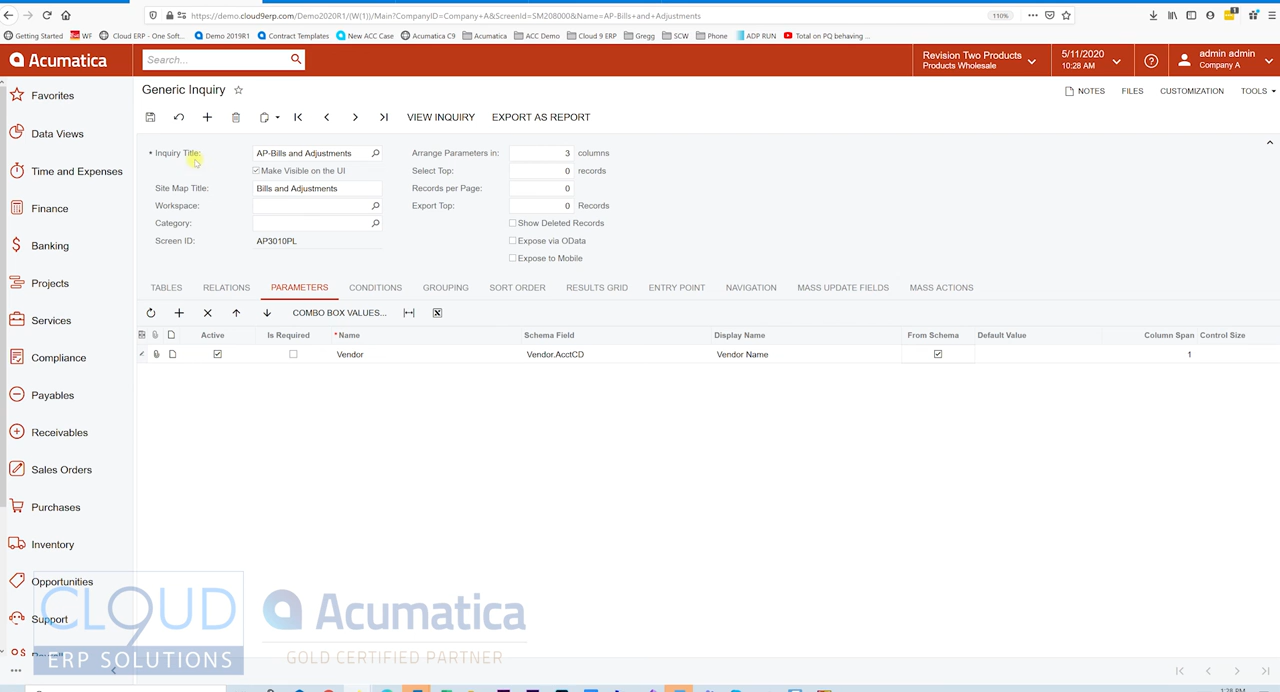 https://demo.cloud9erp.com/Demo2020R1/(W(1))/Main?CompanyID=Company A&ScreenId=SM208000&Name=AP-Bills+and+Adjustments
110%
Getting Started
WF
Cloud ERP - One Soft...
Demo 2019R1
Contract Templates
New ACC Case
Acumatica C9
Acumatica
ACC Demo
Cloud 9 ERP
Gregg
SCW
Phone
ADP RUN
Total on PQ behaving ...
Acumatica
Search...
Revision Two Products
Products Wholesale
5/11/2020
10:28 AM
admin admin
Company A
Favorites
Data Views
Time and Expenses
Finance
Banking
Projects
Services
Compliance
Payables
Receivables
Sales Orders
Purchases
Inventory
Opportunities
Support
Generic Inquiry
NOTES
FILES
CUSTOMIZATION
TOOLS
VIEW INQUIRY
EXPORT AS REPORT
Inquiry Title:
AP-Bills and Adjustments
Make Visible on the UI
Site Map Title:
Bills and Adjustments
Workspace:
Category:
Screen ID:
AP3010PL
Arrange Parameters in:
3
columns
Select Top:
0
records
Records per Page:
0
Export Top:
0
Records
Show Deleted Records
Expose via OData
Expose to Mobile
TABLES
RELATIONS
PARAMETERS
CONDITIONS
GROUPING
SORT ORDER
RESULTS GRID
ENTRY POINT
NAVIGATION
MASS UPDATE FIELDS
MASS ACTIONS
COMBO BOX VALUES...
Active
Is Required
* Name
Schema Field
Display Name
From Schema
Default Value
Column Span
Control Size
Vendor
Vendor.AcctCD
Vendor Name
1
CLOUD
9
ERP SOLUTIONS
Acumatica
GOLD CERTIFIED PARTNER
1:28 PM